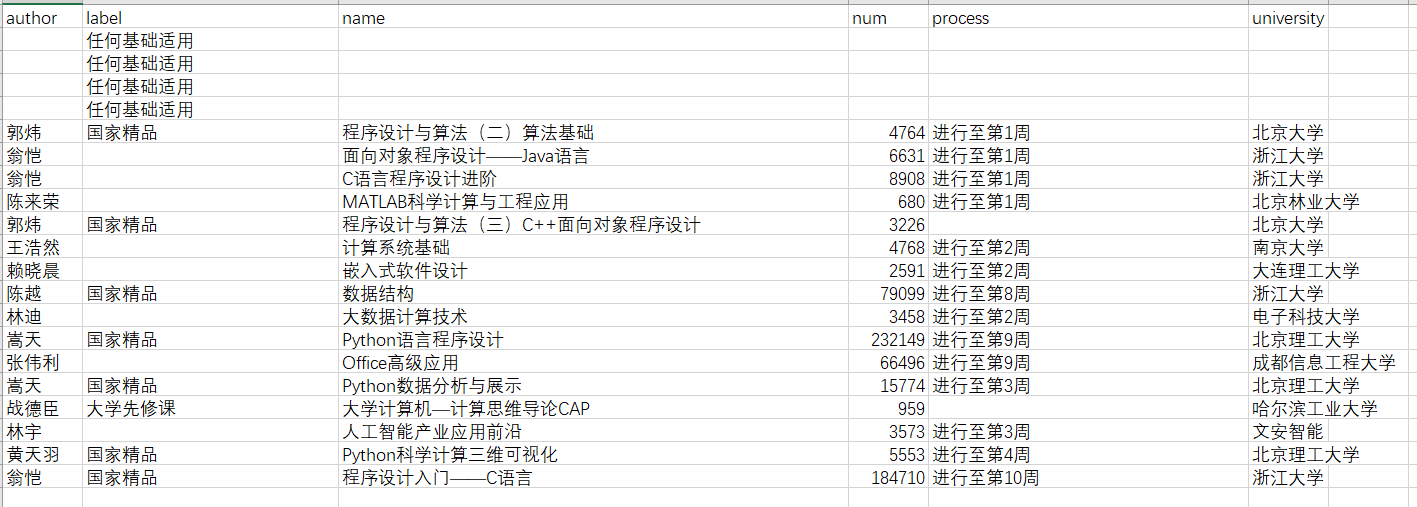 author label name num process university
任何基础适用
任何基础适用
任何基础适用
任何基础适用
郭炜 国家精品 程序设计与算法（二）算法基础 4764 进行至第1周 北京大学
翁恺 面向对象程序设计——Java语言 6631 进行至第1周 浙江大学
翁恺 C语言程序设计进阶 8908 进行至第1周 浙江大学
陈来荣 MATLAB科学计算与工程应用 680 进行至第1周 北京林业大学
郭炜 国家精品 程序设计与算法（三）C++面向对象程序设计 3226 北京大学
王浩然 计算系统基础 4768 进行至第2周 南京大学
赖晓晨 嵌入式软件设计 2591 进行至第2周 大连理工大学
陈越 国家精品 数据结构 79099 进行至第8周 浙江大学
林迪 大数据计算技术 3458 进行至第2周 电子科技大学
嵩天 国家精品 Python语言程序设计 232149 进行至第9周 北京理工大学
张伟利 Office高级应用 66496 进行至第9周 成都信息工程大学
嵩天 国家精品 Python数据分析与展示 15774 进行至第3周 北京理工大学
战德臣 大学先修课 大学计算机—计算思维导论CAP 959 哈尔滨工业大学
林宇 人工智能产业应用前沿 3573 进行至第3周 文安智能
黄天羽 国家精品 Python科学计算三维可视化 5553 进行至第4周 北京理工大学
翁恺 国家精品 程序设计入门——C语言 184710 进行至第10周 浙江大学